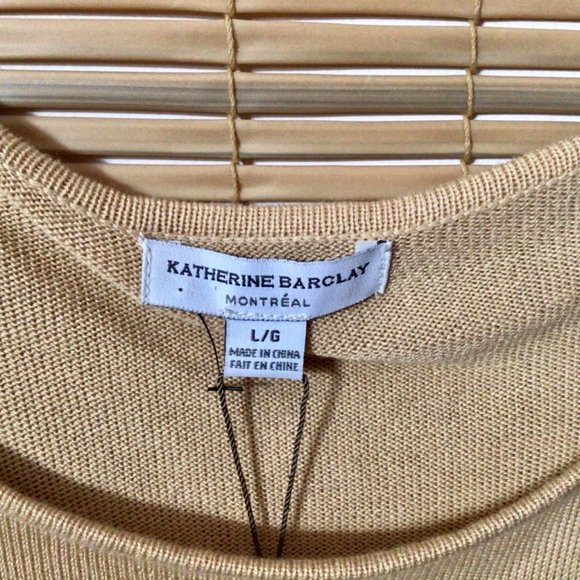 KATHERINE BARCLAY
MONTRÉAL
L/G
MADE IN CHINA
FAIT EN CHINE